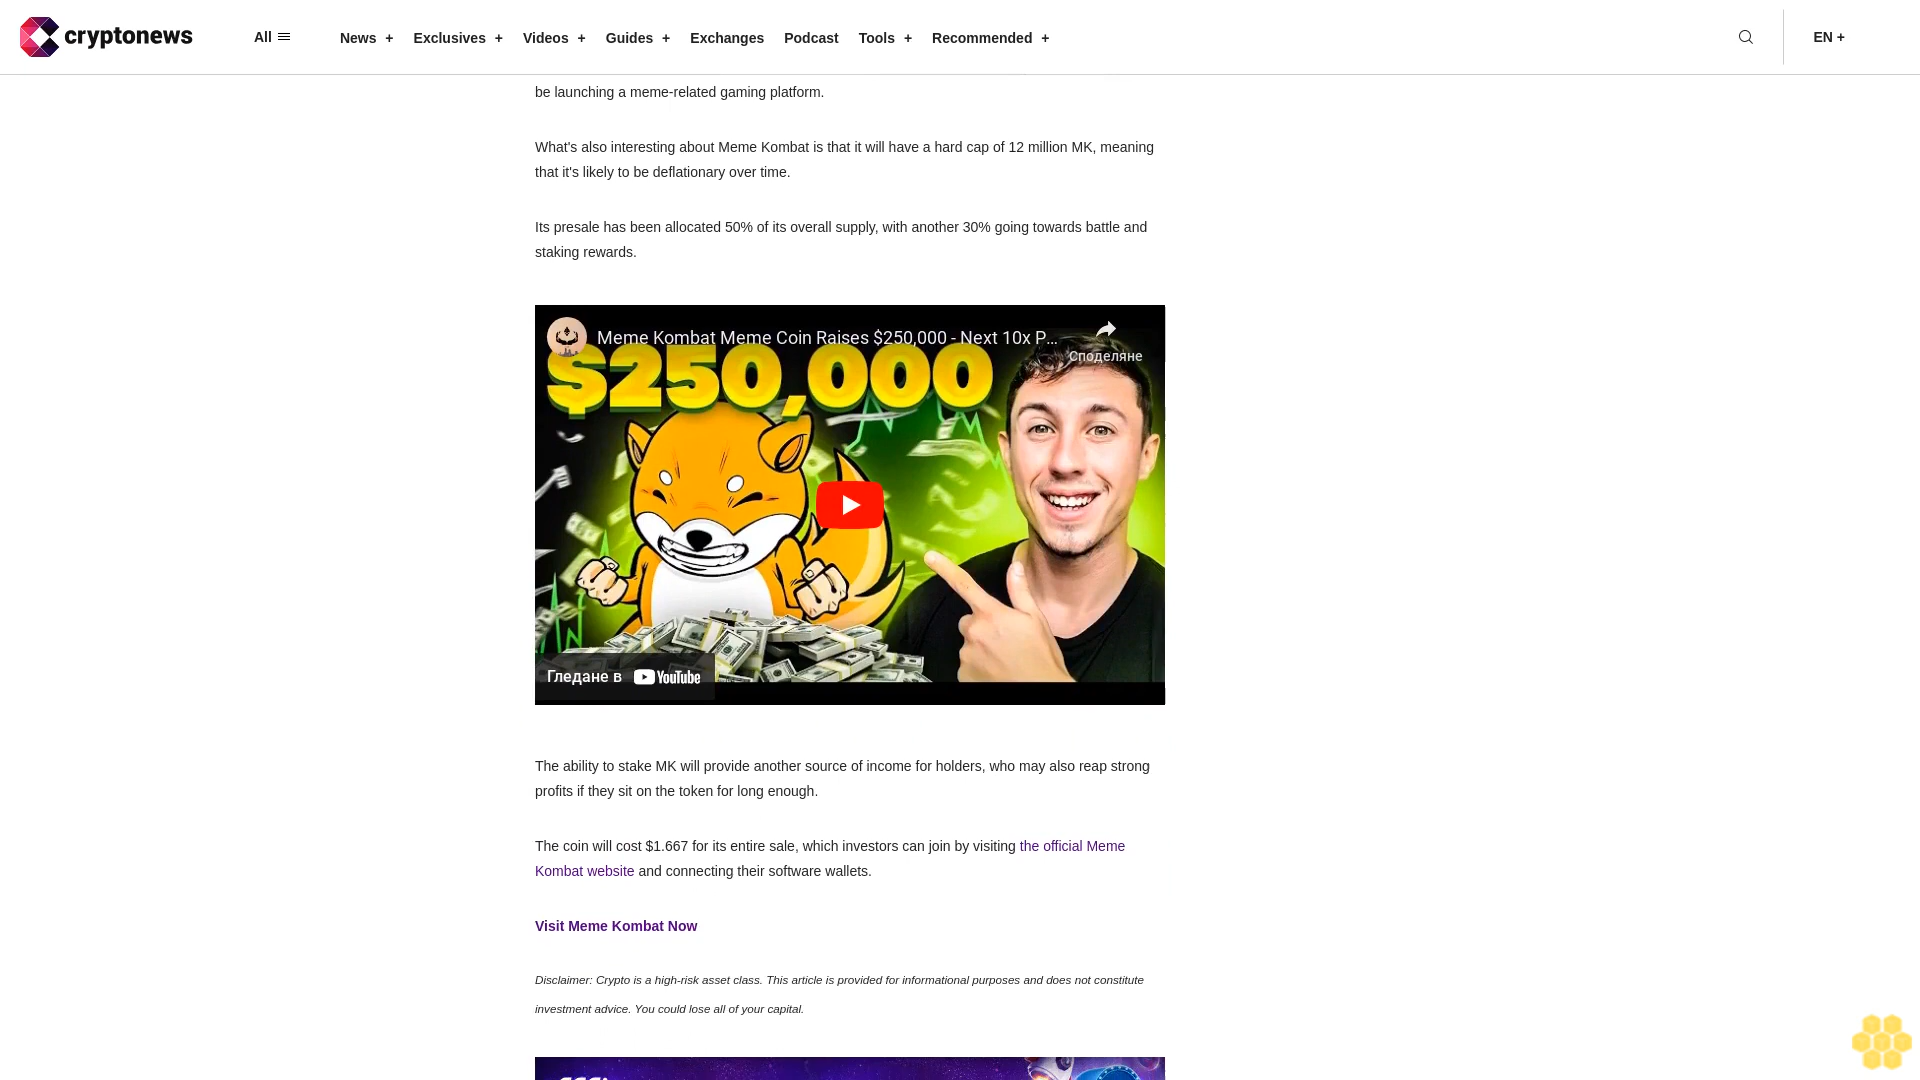 cryptonews
All
News +
Exclusives +
Videos +
Guides +
Exchanges
Podcast
Tools +
Recommended +
EN +
be launching a meme-related gaming platform.
What's also interesting about Meme Kombat is that it will have a hard cap of 12 million MK, meaning
that it's likely to be deflationary over time.
Its presale has been allocated 50% of its overall supply, with another 30% going towards battle and
staking rewards.
Meme Kombat Meme Coin Raises $250,000 - Next 10x P...
Споделяне
$250,000
Гледане в YouTube
The ability to stake MK will provide another source of income for holders, who may also reap strong
profits if they sit on the token for long enough.
The coin will cost $1.667 for its entire sale, which investors can join by visiting the official Meme
Kombat website and connecting their software wallets.
Visit Meme Kombat Now
Disclaimer: Crypto is a high-risk asset class. This article is provided for informational purposes and does not constitute
investment advice. You could lose all of your capital.